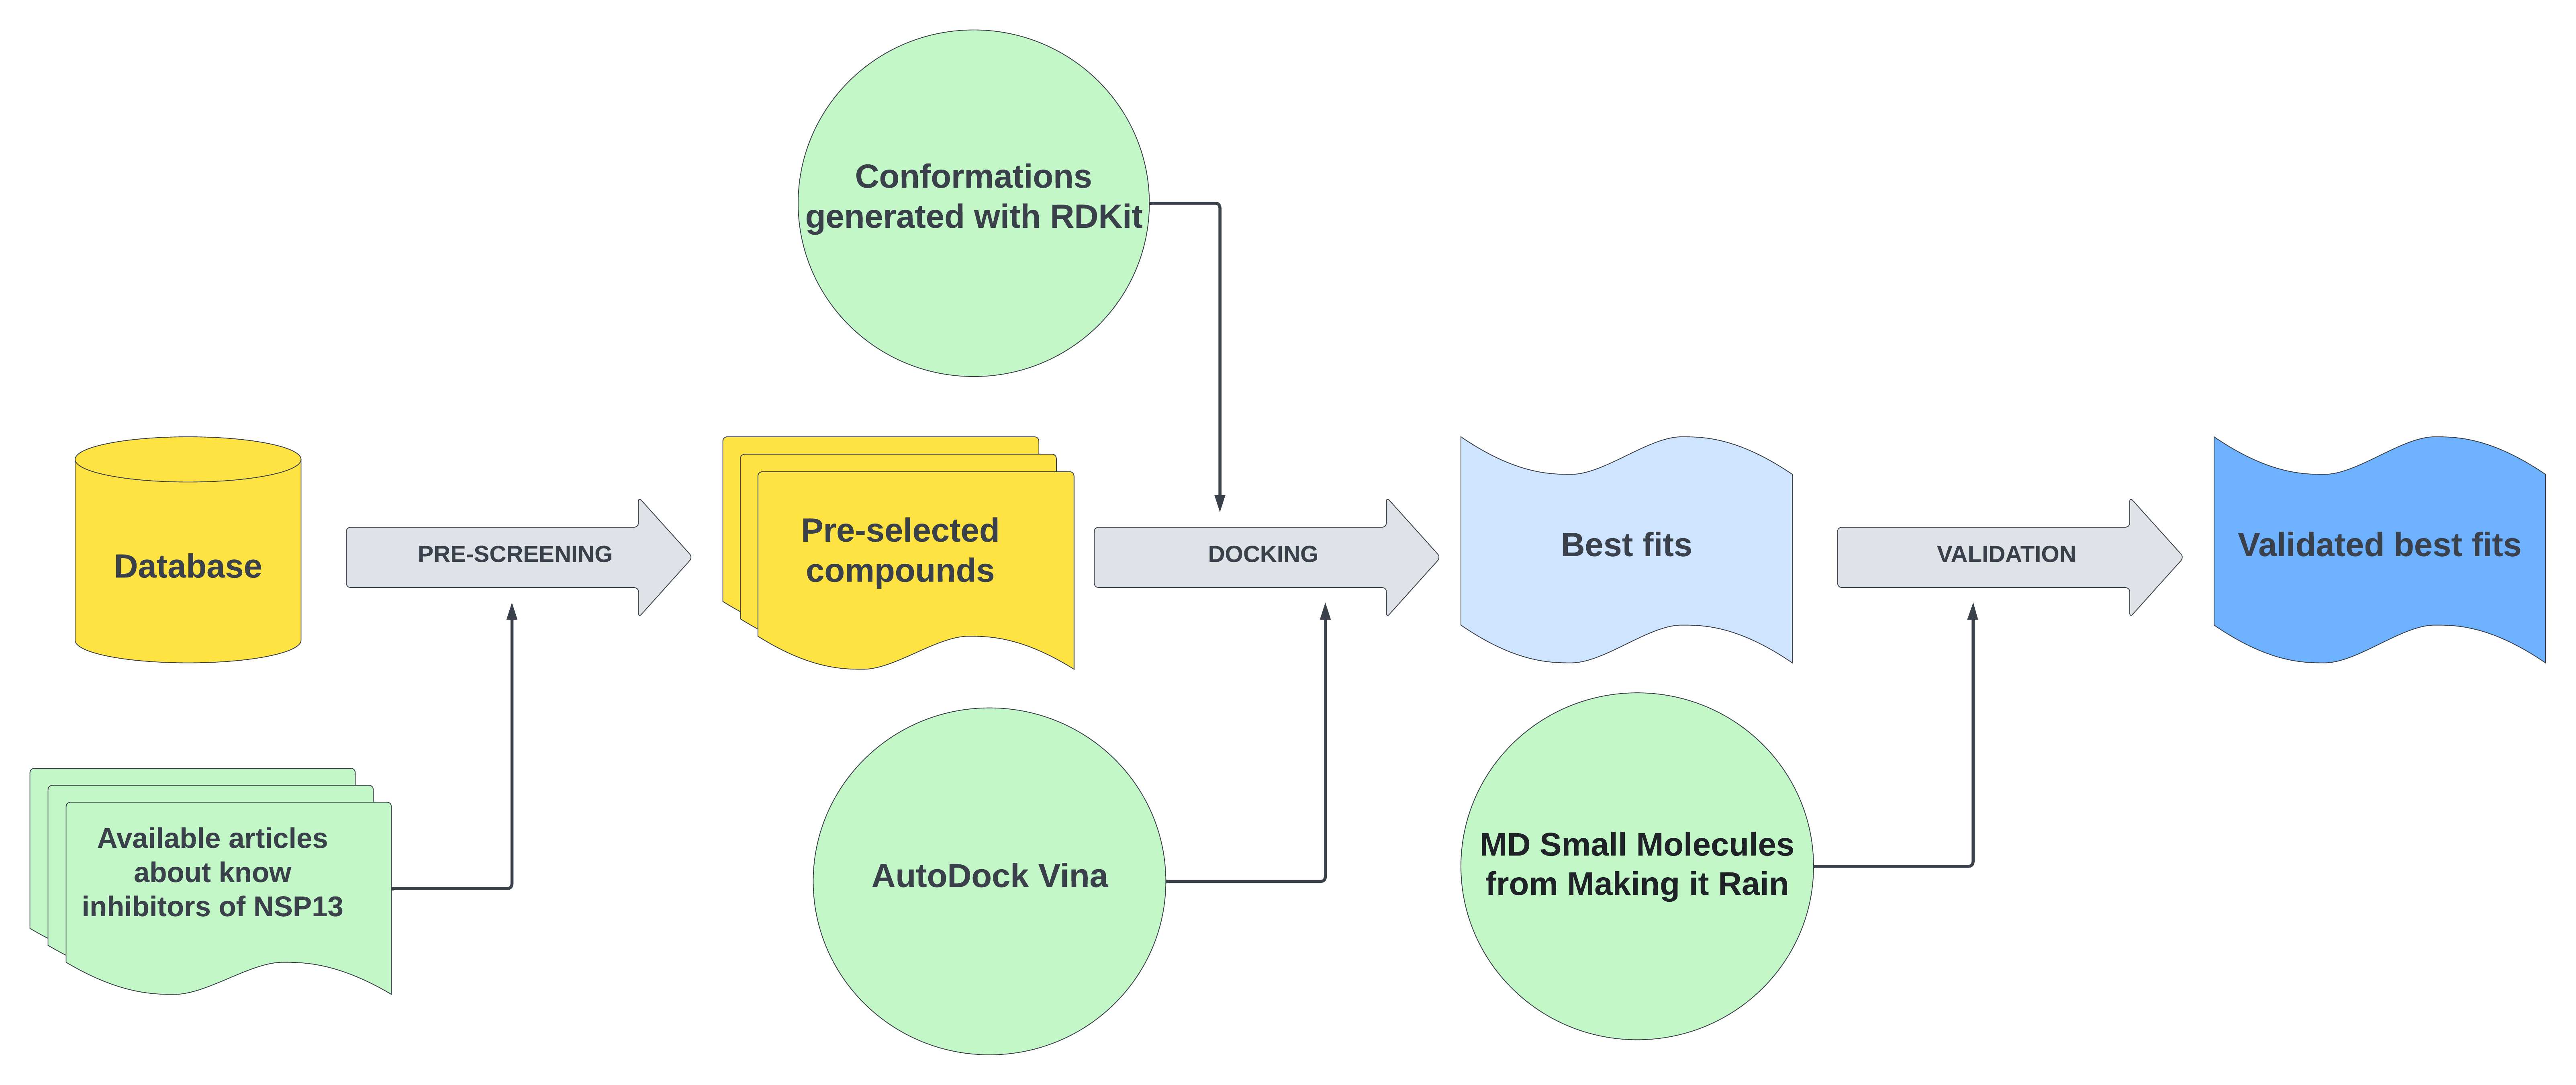 Conformations
generated with RDKit
Database
PRE-SCREENING
Pre-selected
compounds
DOCKING
Best fits
VALIDATION
Validated best fits
Available articles
about know
inhibitors of NSP13
AutoDock Vina
MD Small Molecules
from Making it Rain